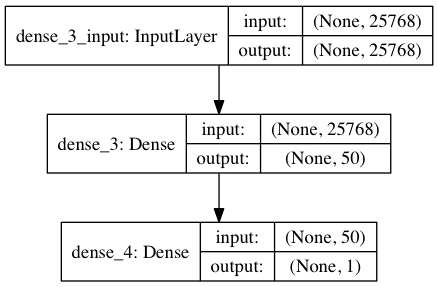 dense_3_input: InputLayer
input: (None, 25768)
output: (None, 25768)
dense_3: Dense
input: (None, 25768)
output: (None, 50)
dense_4: Dense
input: (None, 50)
output: (None, 1)